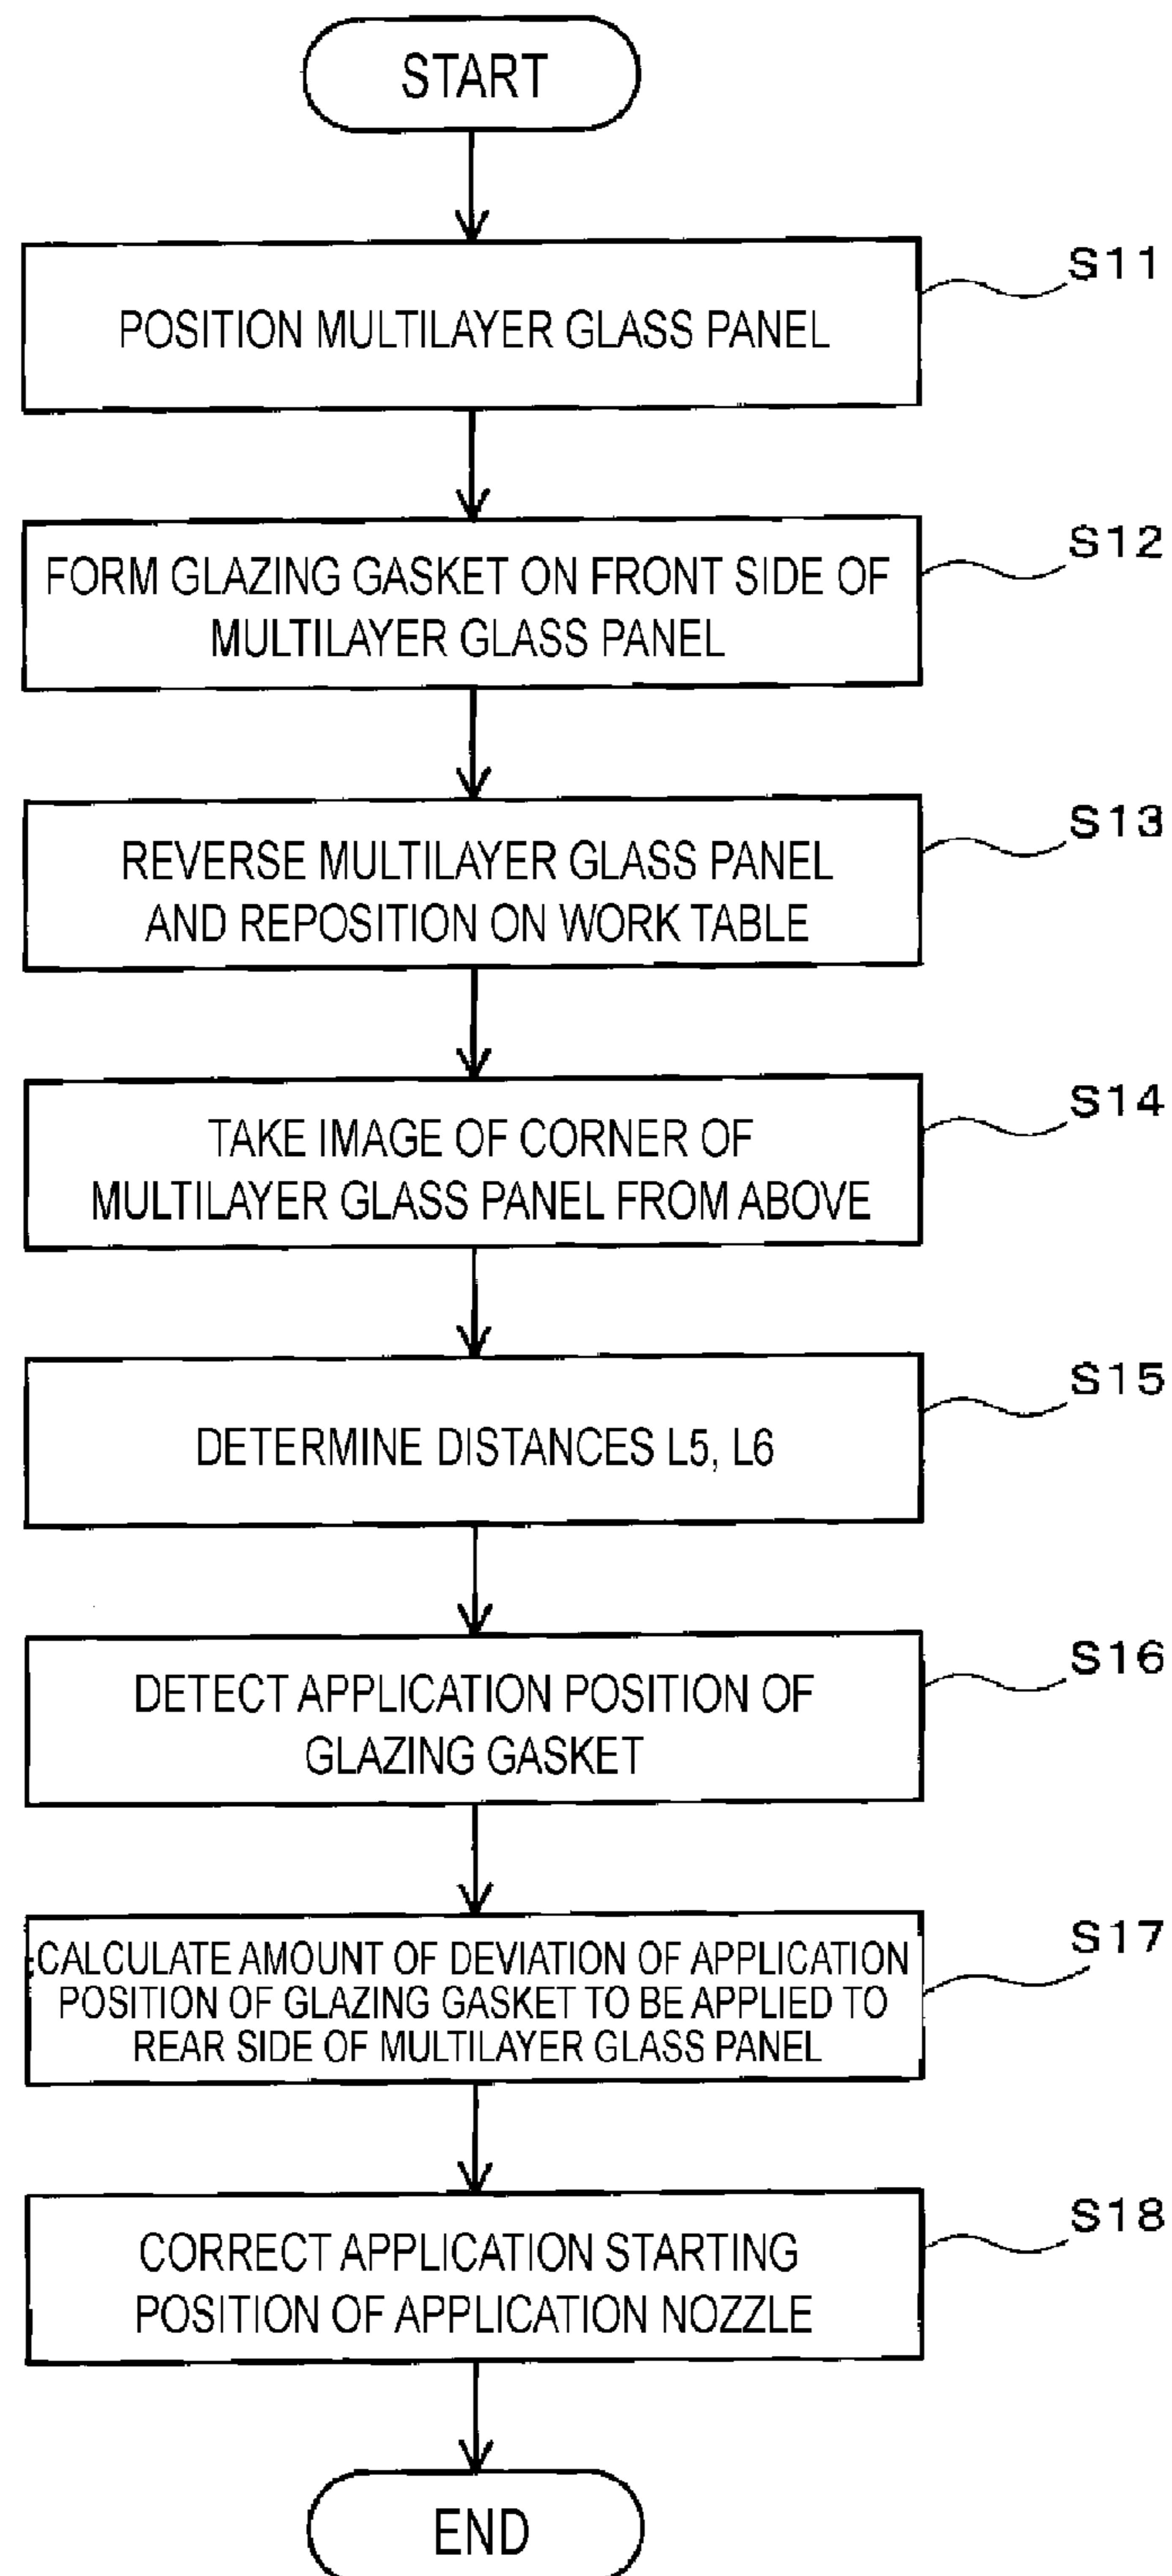 START
S11
POSITION MULTILAYER GLASS PANEL
S12
FORM GLAZING GASKET ON FRONT SIDE OF
MULTILAYER GLASS PANEL
S13
REVERSE MULTILAYER GLASS PANEL
AND REPOSITION ON WORK TABLE
S14
TAKE IMAGE OF CORNER OF
MULTILAYER GLASS PANEL FROM ABOVE
S15
DETERMINE DISTANCES L5, L6
S16
DETECT APPLICATION POSITION OF
GLAZING GASKET
S17
CALCULATE AMOUNT OF DEVIATION OF APPLICATION
POSITION OF GLAZING GASKET TO BE APPLIED TO
REAR SIDE OF MULTILAYER GLASS PANEL
S18
CORRECT APPLICATION STARTING
POSITION OF APPLICATION NOZZLE
END